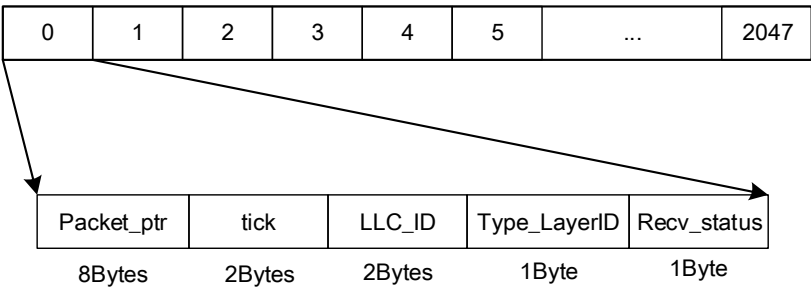 0 1 2 3 4 5 ... 2047
Packet_ptr tick LLC_ID Type_LayerID Recv_status
8Bytes 2Bytes 2Bytes 1Byte 1Byte